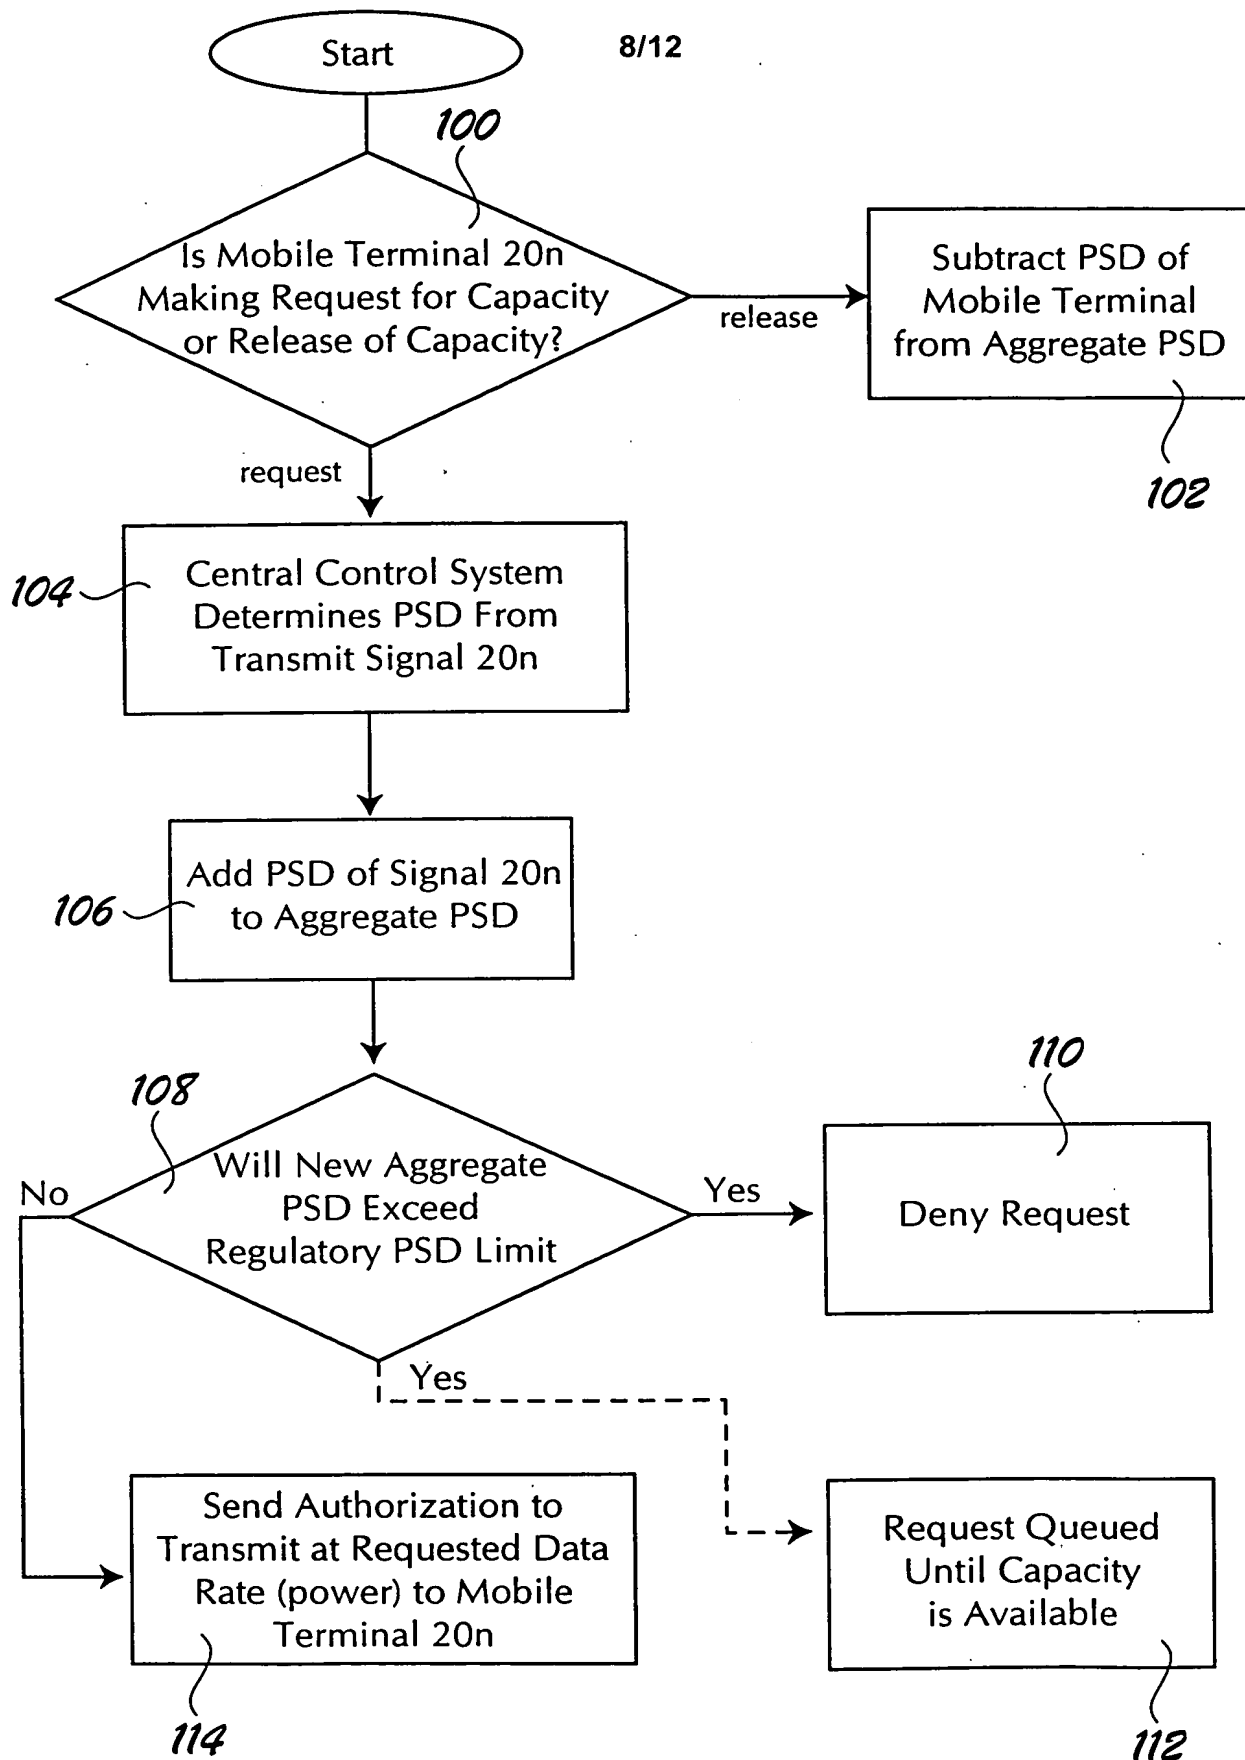 Start
8/12
100
Is Mobile Terminal 20n
Making Request for Capacity
or Release of Capacity?
release
Subtract PSD of
Mobile Terminal
from Aggregate PSD
102
request
104
Central Control System
Determines PSD From
Transmit Signal 20n
106
Add PSD of Signal 20n
to Aggregate PSD
108
Will New Aggregate
PSD Exceed
Regulatory PSD Limit
No
Yes
110
Deny Request
Yes
Send Authorization to
Transmit at Requested Data
Rate (power) to Mobile
Terminal 20n
114
Request Queued
Until Capacity
is Available
112